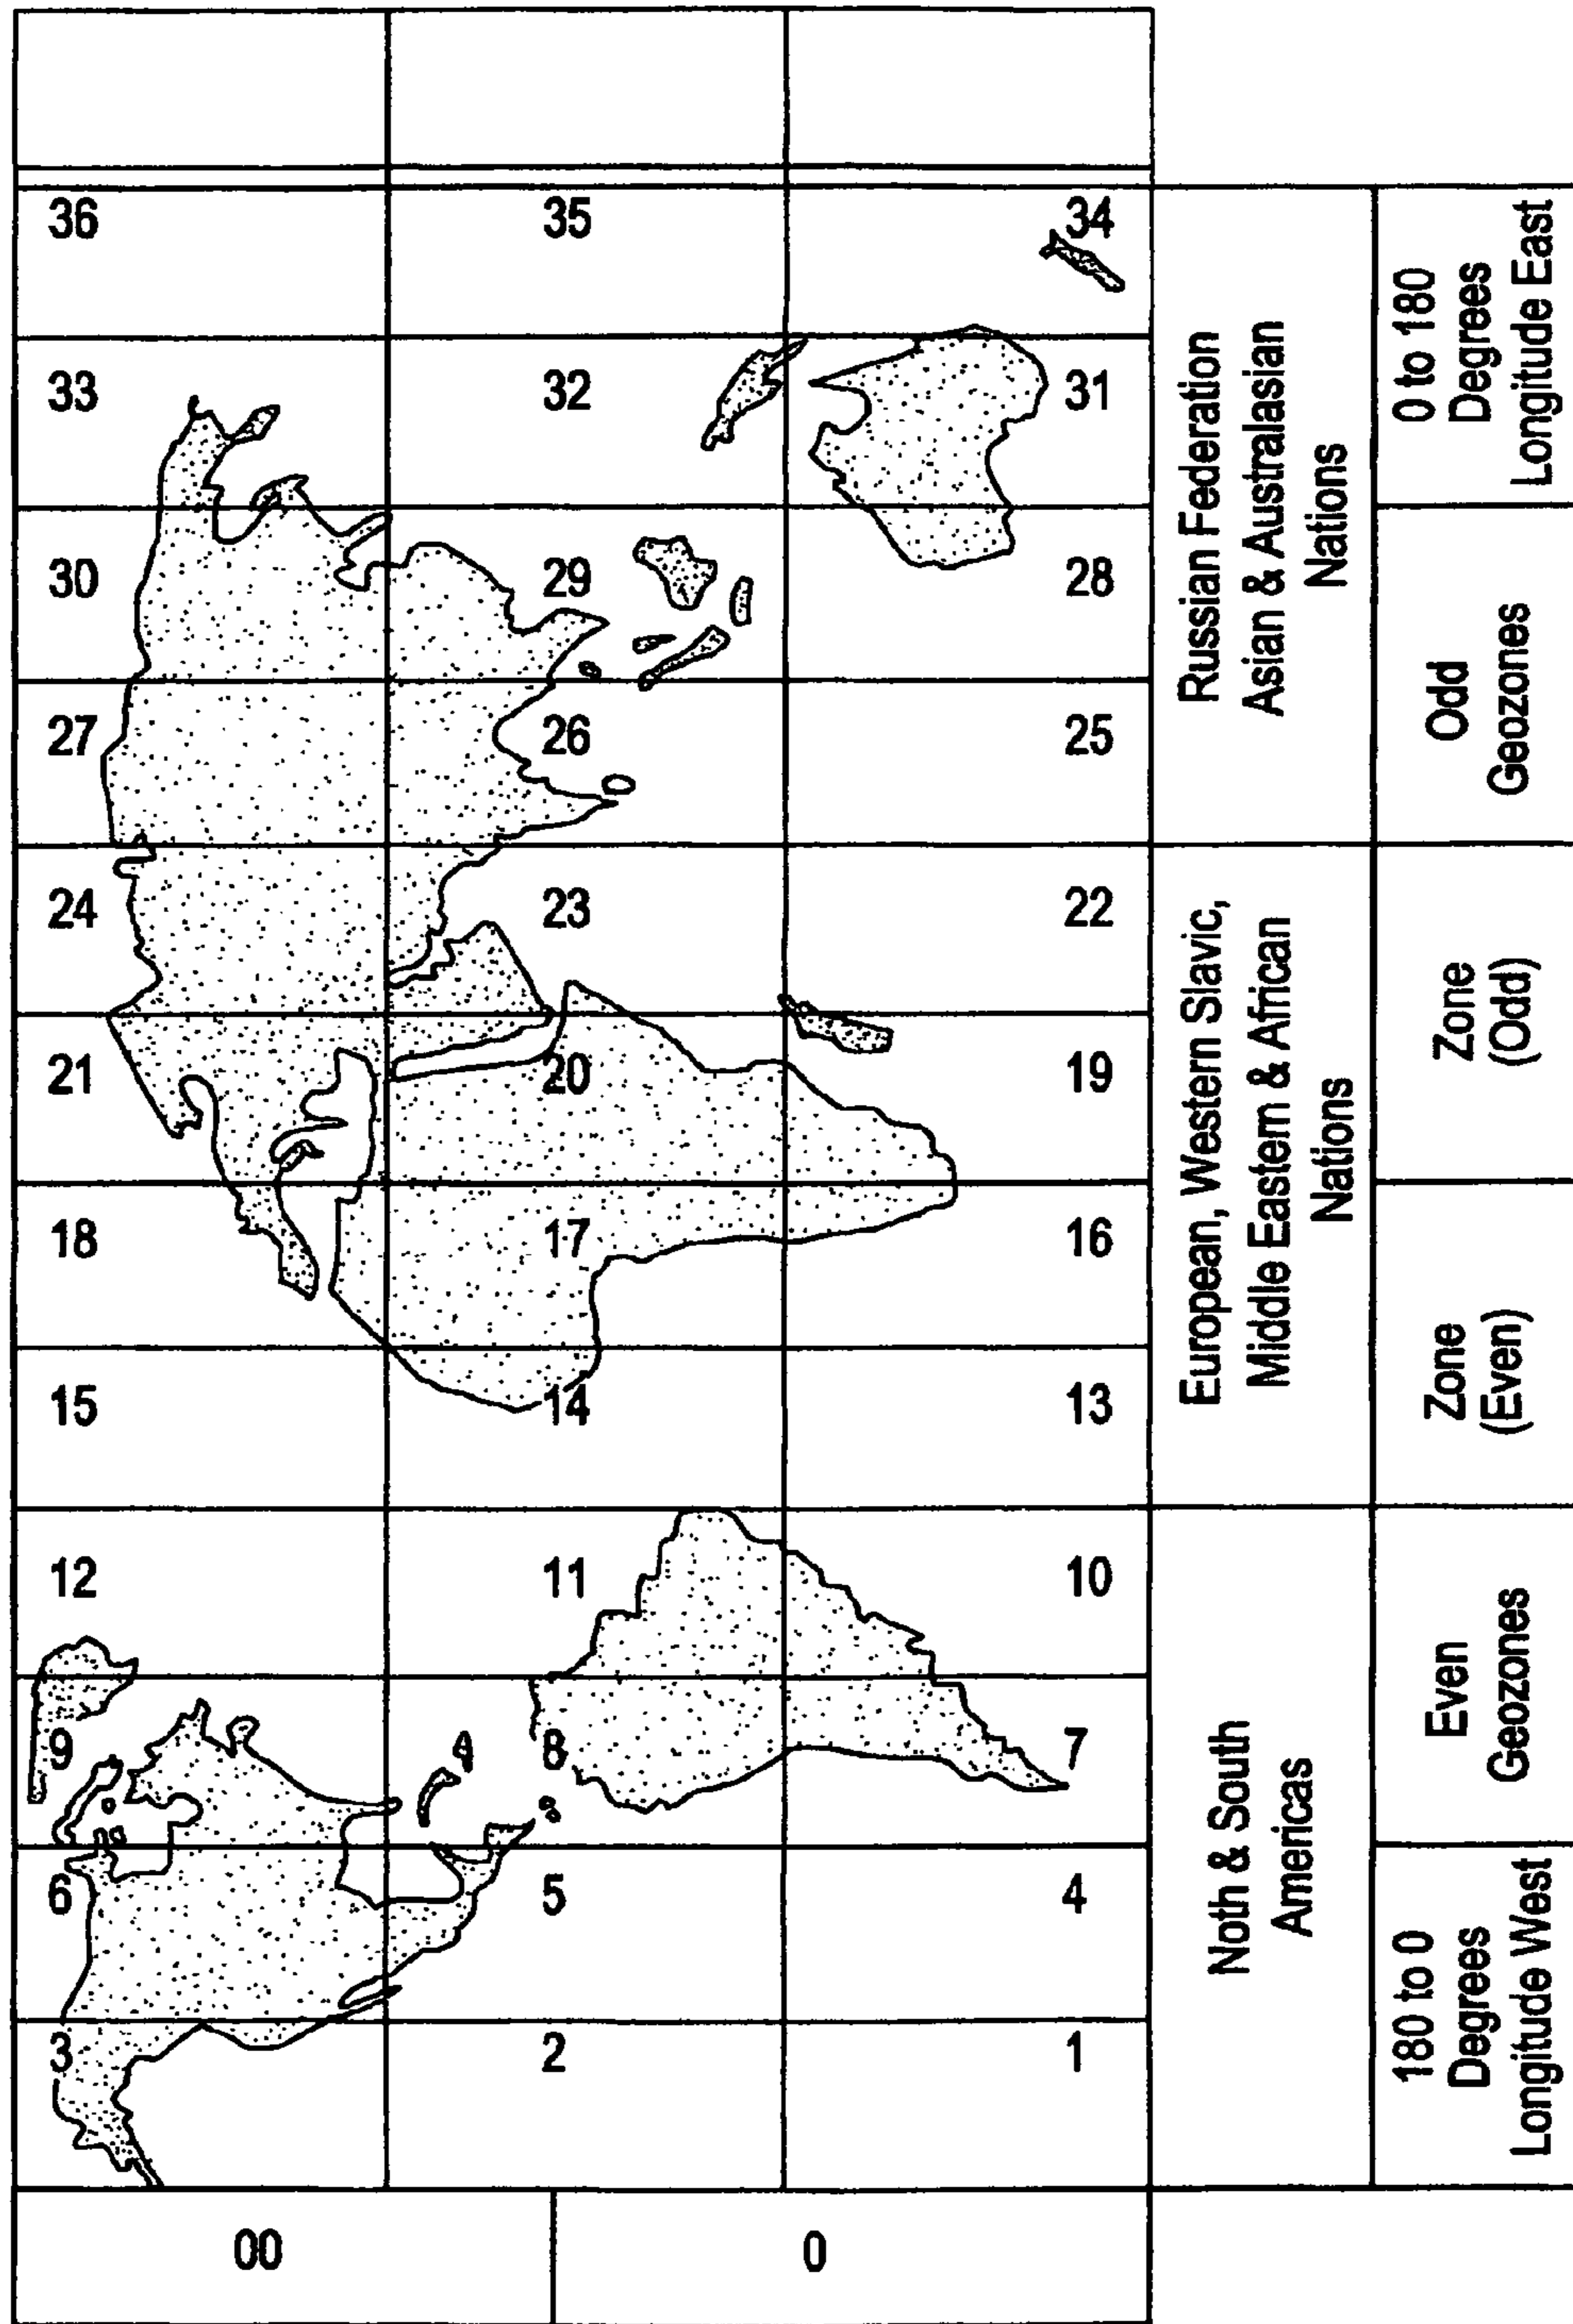 36 35 34
33 32 31
30 29 28
27 26 25
24 23 22
21 20 19
18 17 16
15 14 13
12 11 10
9 8 7
6 5 4
3 2 1
00 0
Noth & South
Americas
European, Western Slavic,
Middle Eastern & African
Nations
Russian Federation
Asian & Australasian
Nations
180 to 0
Degrees
Longitude West
Even
Geozones
Zone
(Even)
Zone
(Odd)
Odd
Geozones
0 to 180
Degrees
Longitude East